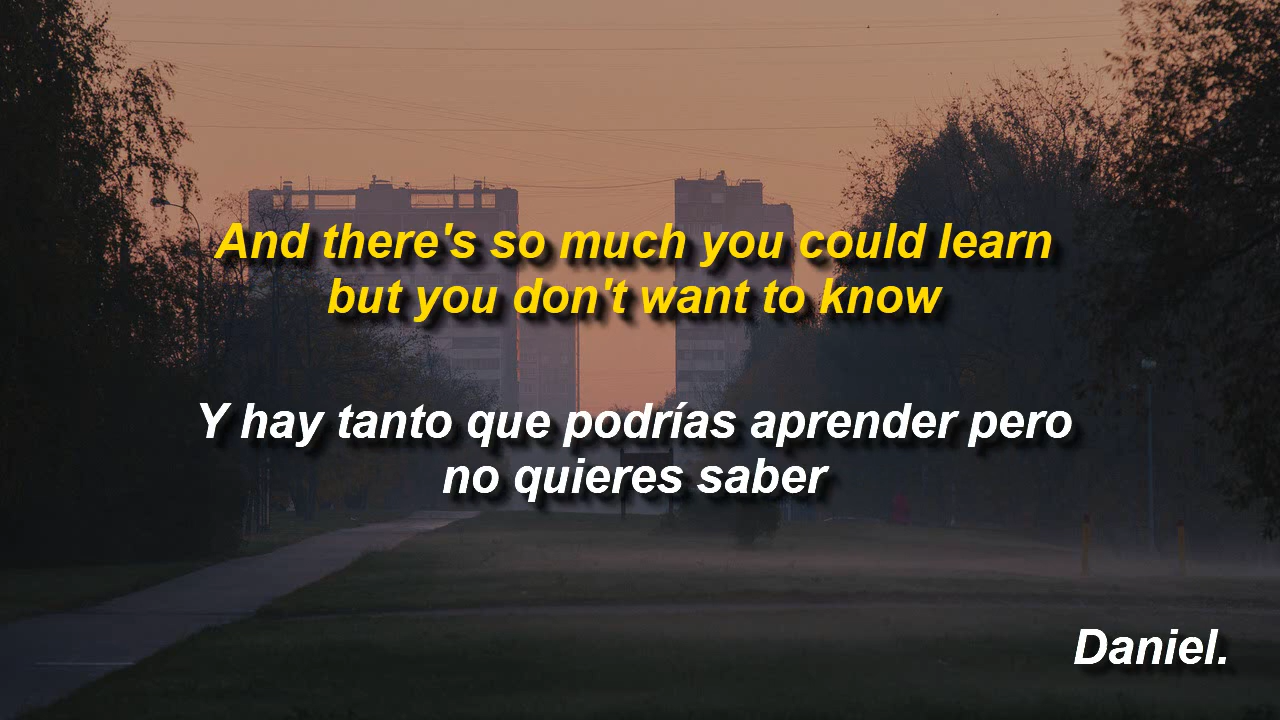 And there's so much you could learn
but you don't want to know
Y hay tanto que podrías aprender pero
no quieres saber
Daniel.